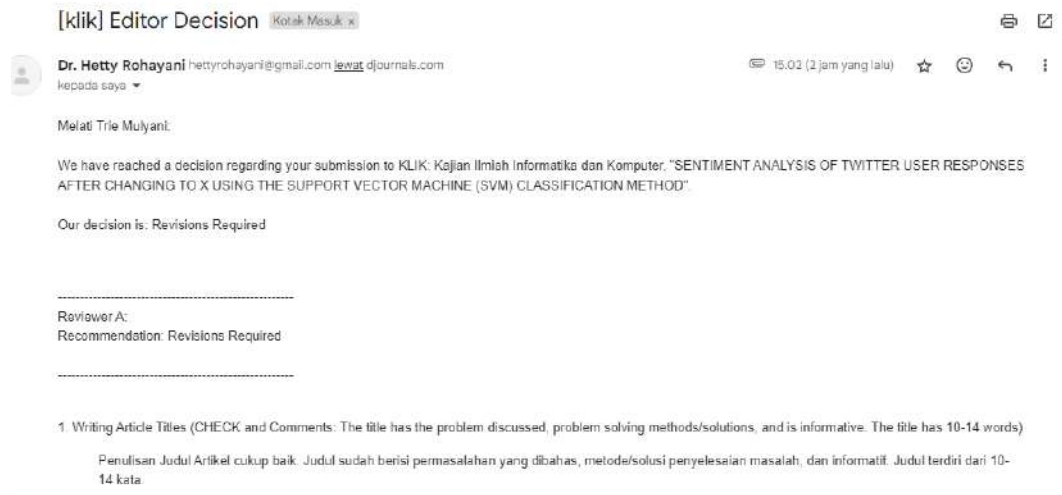 [klik] Editor Decision Kotak Masuk x
Dr. Hetty Rohayani hettyrohayani@gmail.com lewat djournals.com
15.02 (2 jam yang lalu)
kepada saya
Melati Trie Mulyani:
We have reached a decision regarding your submission to KLIK: Kajian Ilmiah Informatika dan Komputer, "SENTIMENT ANALYSIS OF TWITTER USER RESPONSES
AFTER CHANGING TO X USING THE SUPPORT VECTOR MACHINE (SVM) CLASSIFICATION METHOD".
Our decision is: Revisions Required
------------------------------------------------------
Reviewer A:
Recommendation: Revisions Required
------------------------------------------------------
1. Writing Article Titles (CHECK and Comments: The title has the problem discussed, problem solving methods/solutions, and is informative. The title has 10-14 words)
Penulisan Judul Artikel cukup baik. Judul sudah berisi permasalahan yang dibahas, metode/solusi penyelesaian masalah, dan informatif. Judul terdiri dari 10-
14 kata